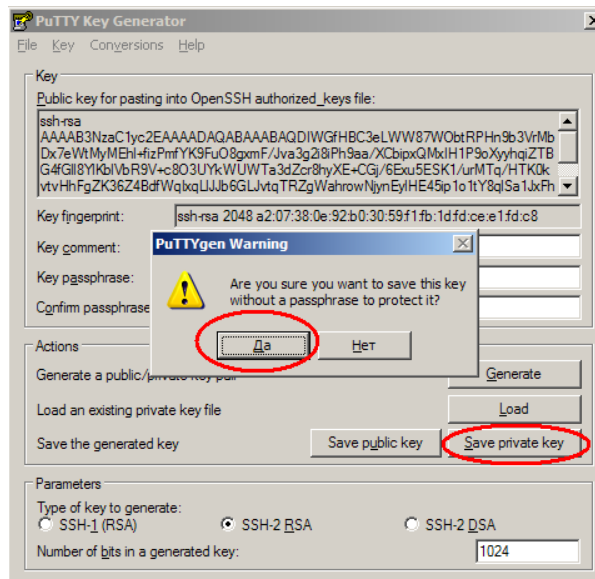 PuTTY Key Generator
File Key Conversions Help
Key
Public key for pasting into OpenSSH authorized_keys file:
ssh-rsa
AAAAB3NzaC1yc2EAAAADAQABAAABAQDIWGfHBC3eLWW87WObtRPHn9b3VrMb
Dx7eWtMyMEhl+fizPmfYK9FuO8gxmF/Jva3g2i8iPh9aa/XCbipxQMxIH1P9oXyyhqiZTB
G4fGIl8YIKbIVbR9V+c8O3UYkWUWTa3dZcr8hyXE+CGj/6Exu5ESK1/urMTq/HTK0k
vtvHhFgZK36Z4BdfWqIxqLIJJb6GLJvtqTRZgWahrowNjynEyIHE45ip1o1tY8qISa1JxFh
Key fingerprint: ssh-rsa 2048 a2:07:38:0e:92:b0:30:59:f1:fb:1d:fd:ce:e1:fd:c8
PuTTYgen Warning
Key comment:
Are you sure you want to save this key
Key passphrase:
without a passphrase to protect it?
Confirm passphrase
Да Нет
Actions
Generate a public/private key pair Generate
Load an existing private key file Load
Save the generated key Save public key Save private key
Parameters
Type of key to generate:
SSH-1 (RSA) SSH-2 RSA SSH-2 DSA
Number of bits in a generated key: 1024